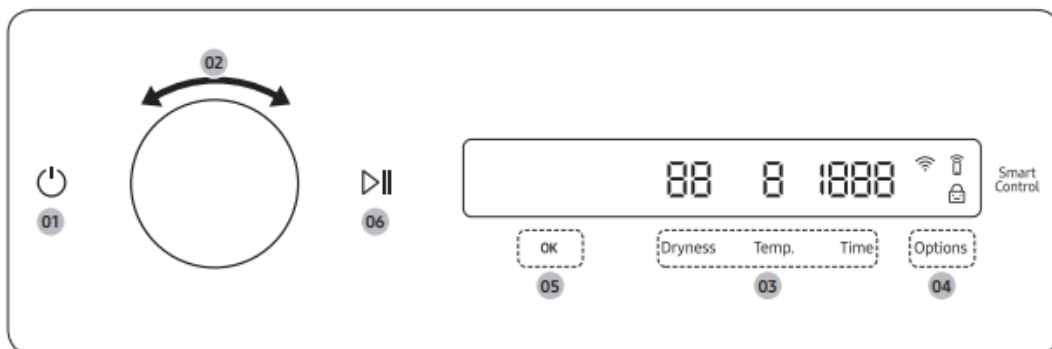 02
88 8 1888
Smart
Control
01
06
OK
Dryness Temp. Time
Options
05
03
04